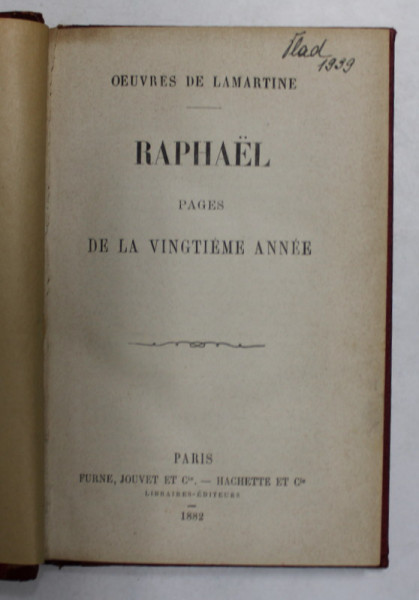 Vlad
1939
OEUVRES DE LAMARTINE
RAPHAËL
PAGES
DE LA VINGTIÉME ANNÉE
PARIS
FURNE, JOUVET ET Cie. — HACHETTE ET Cie
LIBRAIRES-ÉDITEURS
1882